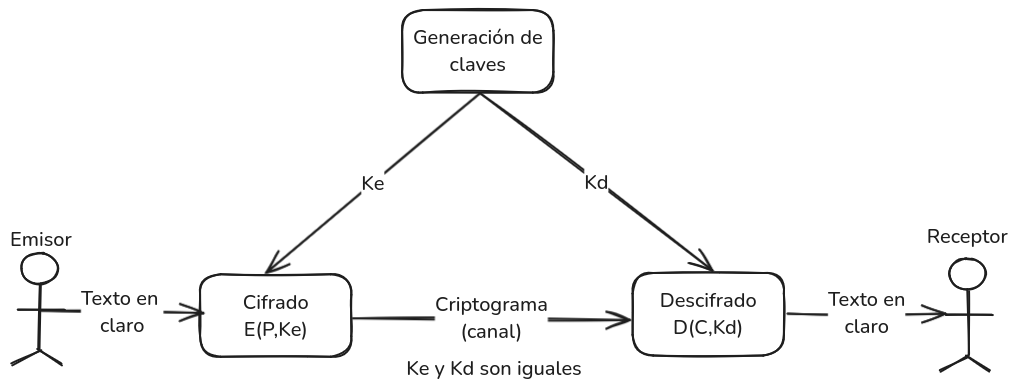 Generación de
claves
Ke
Kd
Emisor
Receptor
Texto en
claro
Cifrado
E(P,Ke)
Criptograma
(canal)
Descifrado
D(C,Kd)
Texto en
claro
Ke y Kd son iguales